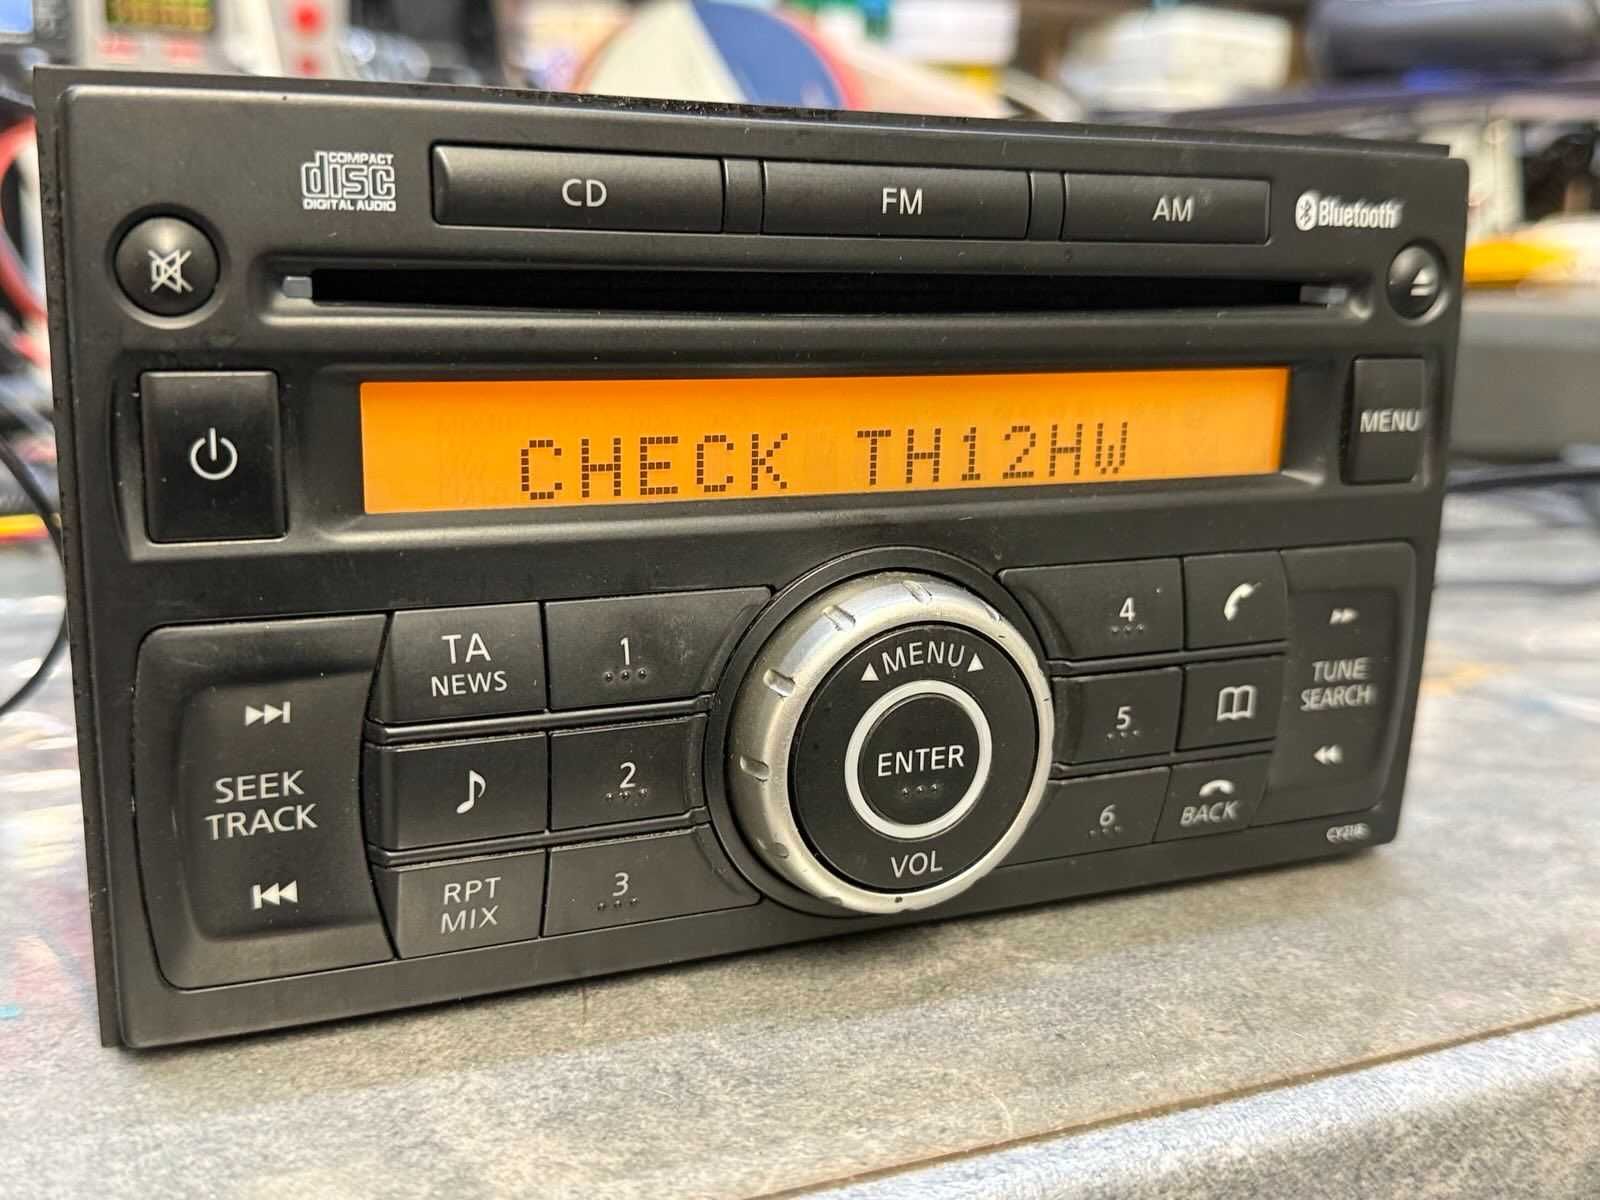 COMPACT
disc
DIGITAL AUDIO
CD
FM
AM
Bluetooth
MENU
CHECK TH12HW
TA
NEWS
1
MENU
4
TUNE
SEARCH
SEEK
TRACK
2
ENTER
5
RPT
MIX
3
VOL
6
BACK